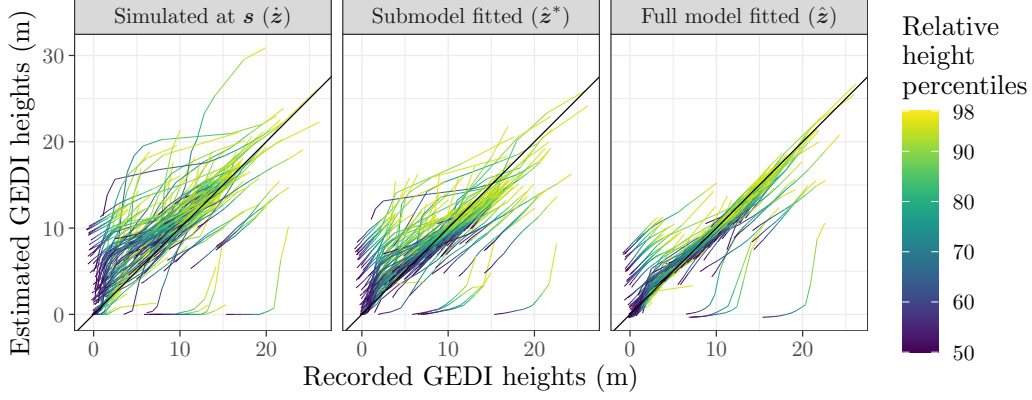 Simulated at s (ż)
Submodel fitted (ẑ*)
Full model fitted (ẑ)
Estimated GEDI heights (m)
30
20
10
0
0 10 20
0 10 20
0 10 20
Recorded GEDI heights (m)
Relative
height
percentiles
98
90
80
70
60
50